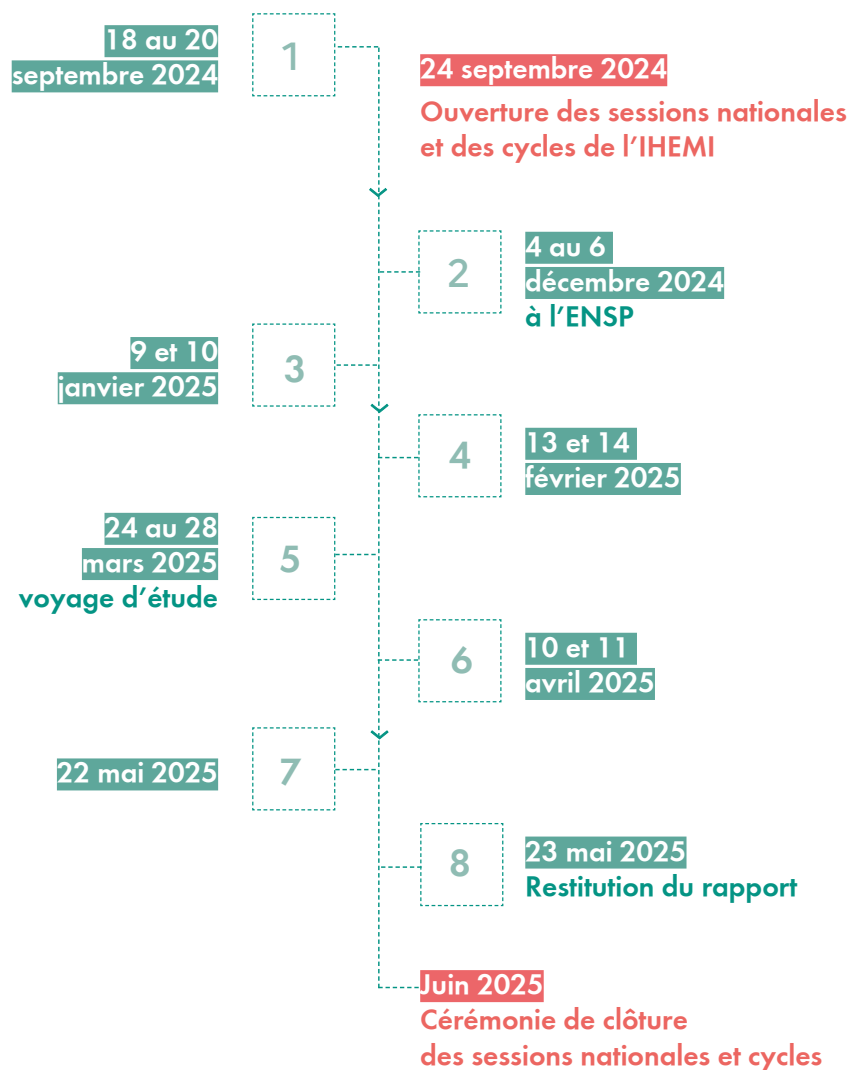 18 au 20
septembre 2024
1
24 septembre 2024
Ouverture des sessions nationales
et des cycles de l’IHEMI
2
4 au 6
décembre 2024
à l’ENSP
9 et 10
janvier 2025
3
4
13 et 14
février 2025
24 au 28
mars 2025
voyage d’étude
5
6
10 et 11
avril 2025
22 mai 2025
7
8
23 mai 2025
Restitution du rapport
Juin 2025
Cérémonie de clôture
des sessions nationales et cycles